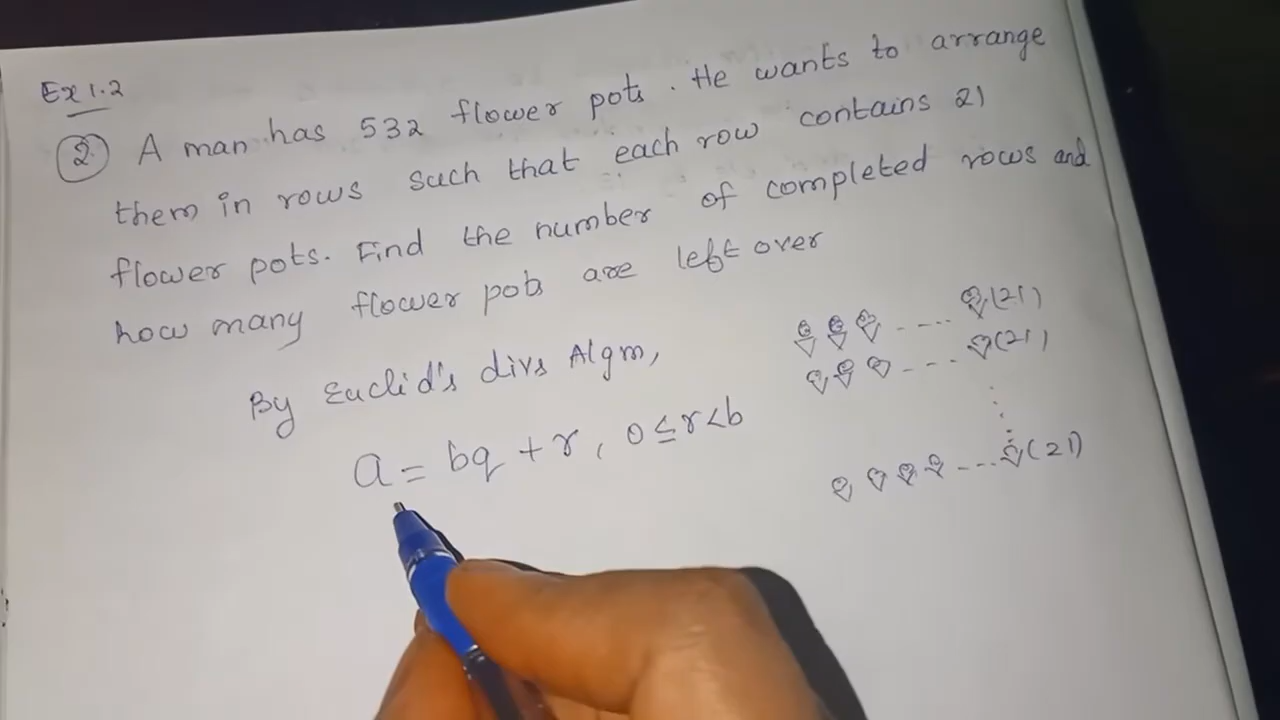 Ex 1.2
2. A man has 532 flower pots. He wants to arrange
them in rows such that each row contains 21
flower pots. Find the number of completed rows and
how many flower pots are left over
By Euclid's divs Algm,
a = bq + r, 0 ≤ r < b
.... (21)
... (21)
... (21)